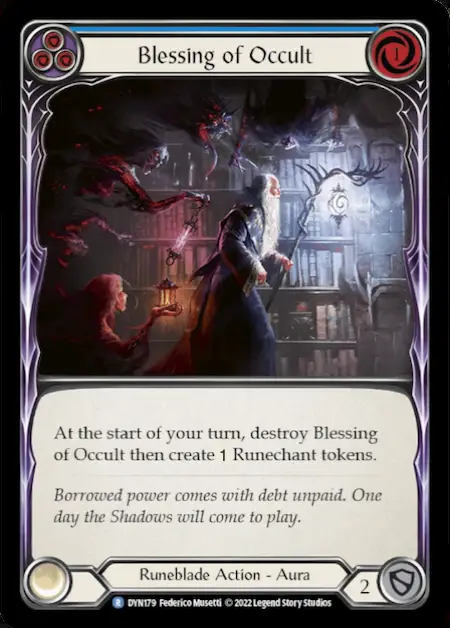 Blessing of Occult
1
At the start of your turn, destroy Blessing
of Occult then create 1 Runechant tokens.
Borrowed power comes with debt unpaid. One
day the Shadows will come to play.
Runeblade Action - Aura
2
R DYN179 Federico Musetti © 2022 Legend Story Studios